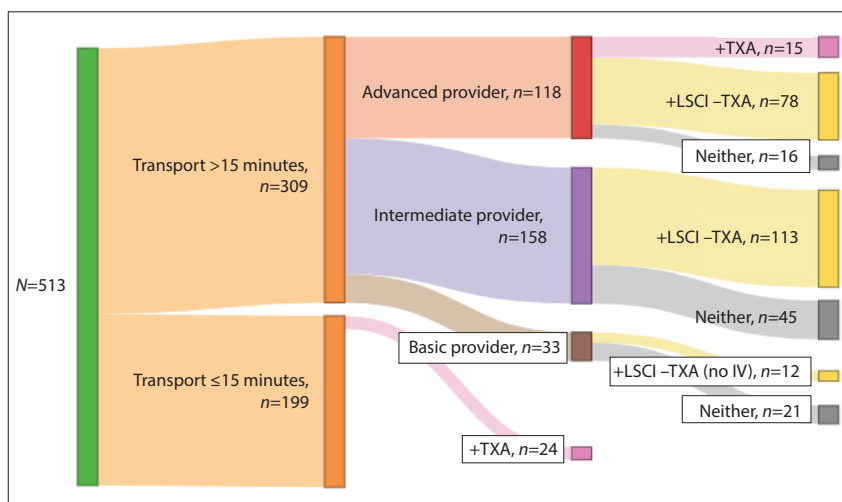 N=513
Transport >15 minutes,
n=309
Transport ≤15 minutes,
n=199
Advanced provider, n=118
Intermediate provider,
n=158
Basic provider, n=33
+TXA, n=24
+TXA, n=15
+LSCI –TXA, n=78
Neither, n=16
+LSCI –TXA, n=113
Neither, n=45
+LSCI –TXA (no IV), n=12
Neither, n=21